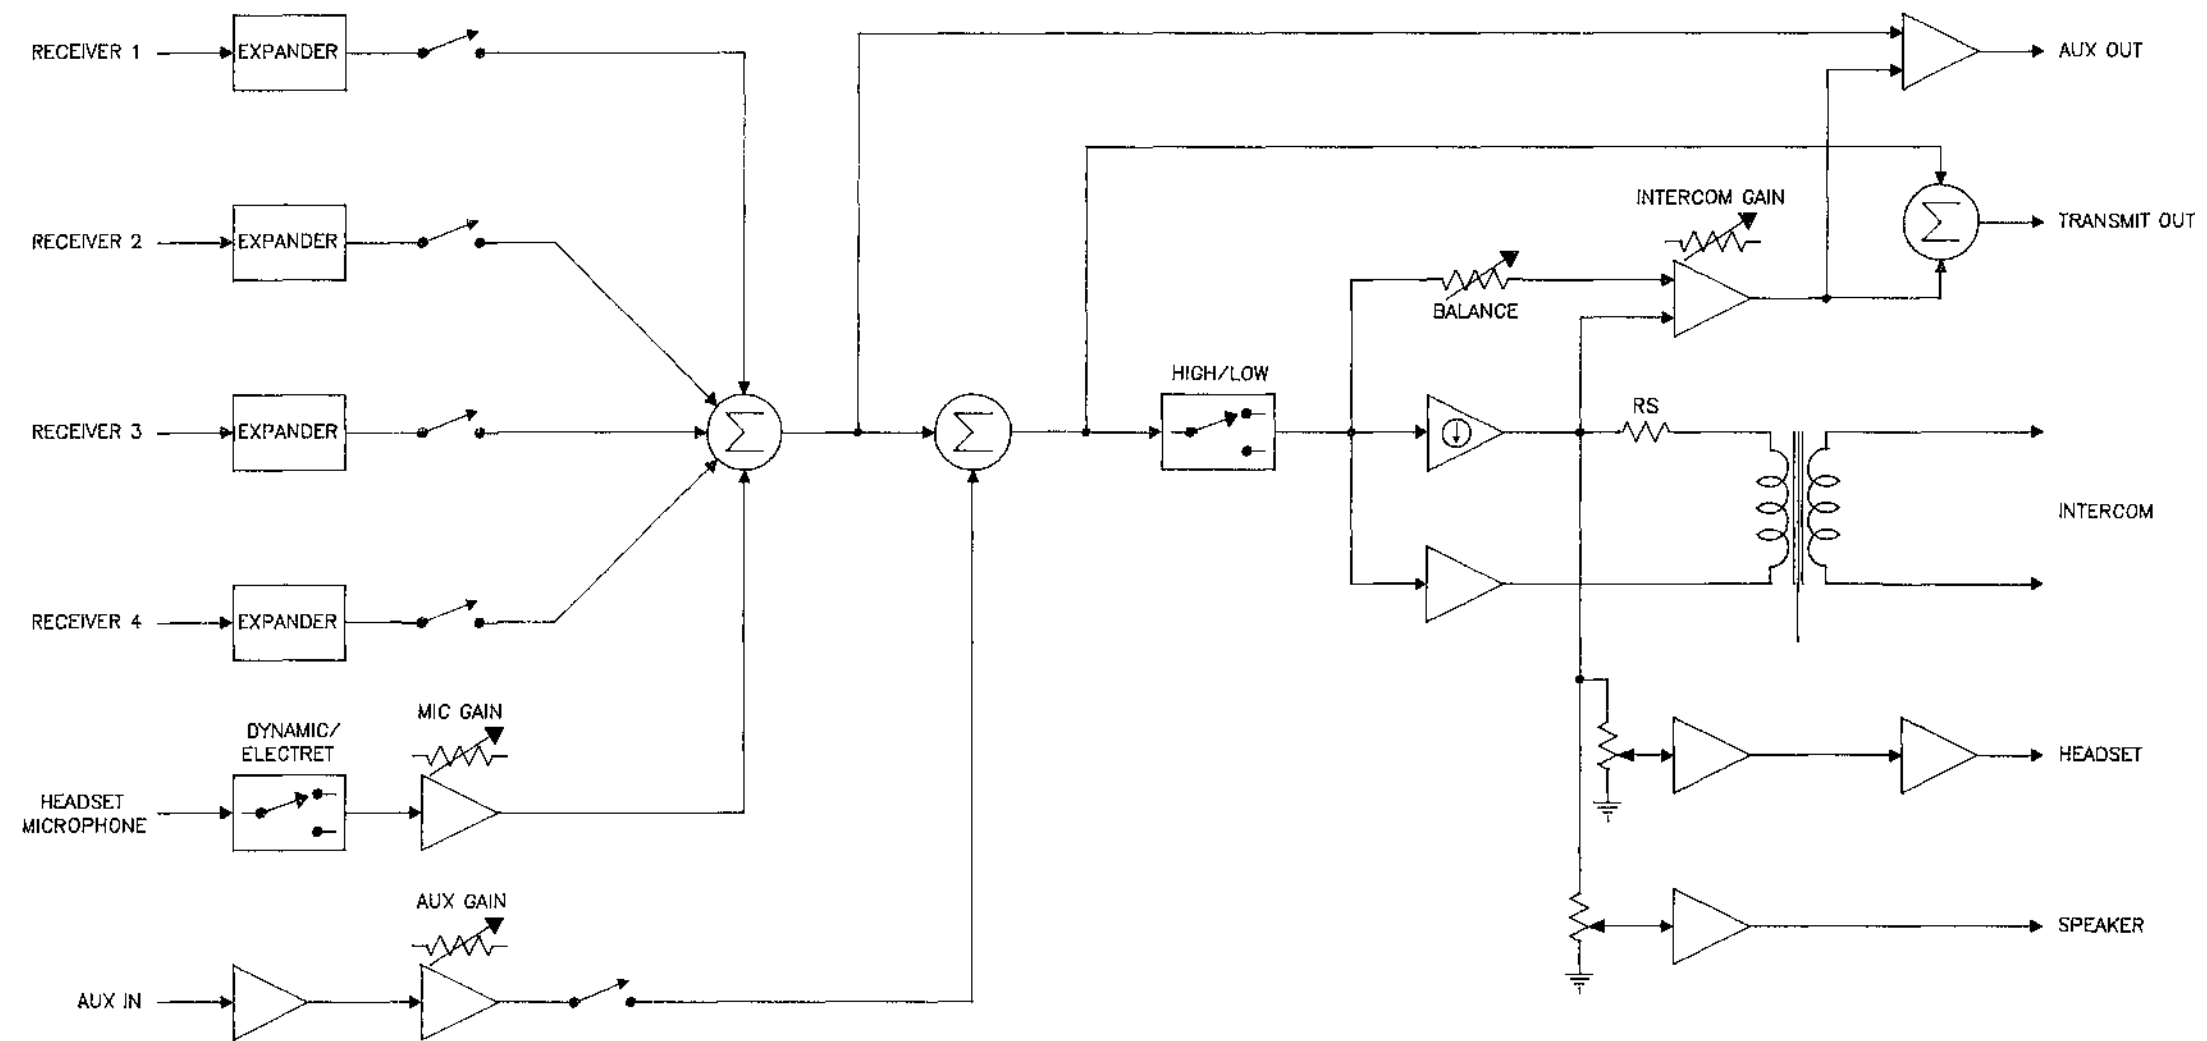 RECEIVER 1
EXPANDER
AUX OUT
RECEIVER 2
EXPANDER
INTERCOM GAIN
TRANSMIT OUT
BALANCE
HIGH/LOW
RECEIVER 3
EXPANDER
Σ
Σ
Σ
RS
INTERCOM
RECEIVER 4
EXPANDER
MIC GAIN
DYNAMIC/
ELECTRET
HEADSET
HEADSET
MICROPHONE
AUX GAIN
SPEAKER
AUX IN